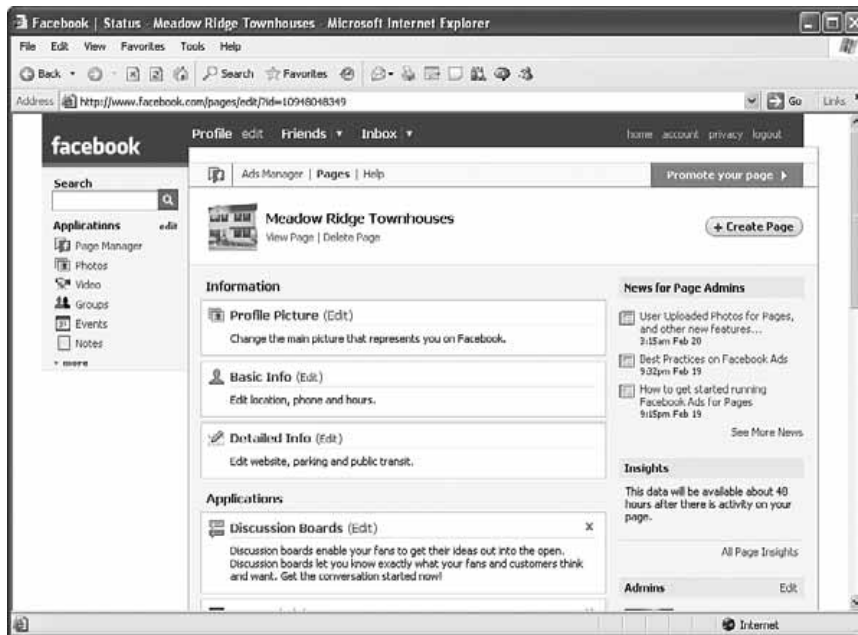 Facebook | Status - Meadow Ridge Townhouses - Microsoft Internet Explorer
File Edit View Favorites Tools Help
Back Search Favorites
Address http://www.facebook.com/pages/edit/?id=10948048349 Go Links
facebook
Profile edit Friends Inbox
home account privacy logout
Search
Applications edit
Page Manager
Photos
Video
Groups
Events
Notes
more
Ads Manager | Pages | Help
Promote your page
Meadow Ridge Townhouses
View Page | Delete Page
+ Create Page
Information
Profile Picture (Edit)
Change the main picture that represents you on Facebook.
Basic Info (Edit)
Edit location, phone and hours.
Detailed Info (Edit)
Edit website, parking and public transit.
Applications
Discussion Boards (Edit) x
Discussion boards enable your fans to get their ideas out into the open.
Discussion boards let you know exactly what your fans and customers think
and want. Get the conversation started now!
News for Page Admins
User Uploaded Photos for Pages,
and other new features...
3:15am Feb 20
Best Practices on Facebook Ads
9:32pm Feb 19
How to get started running
Facebook Ads for Pages
9:15pm Feb 19
See More News
Insights
This data will be available about 48
hours after there is activity on your
page.
All Page Insights
Admins Edit
Internet